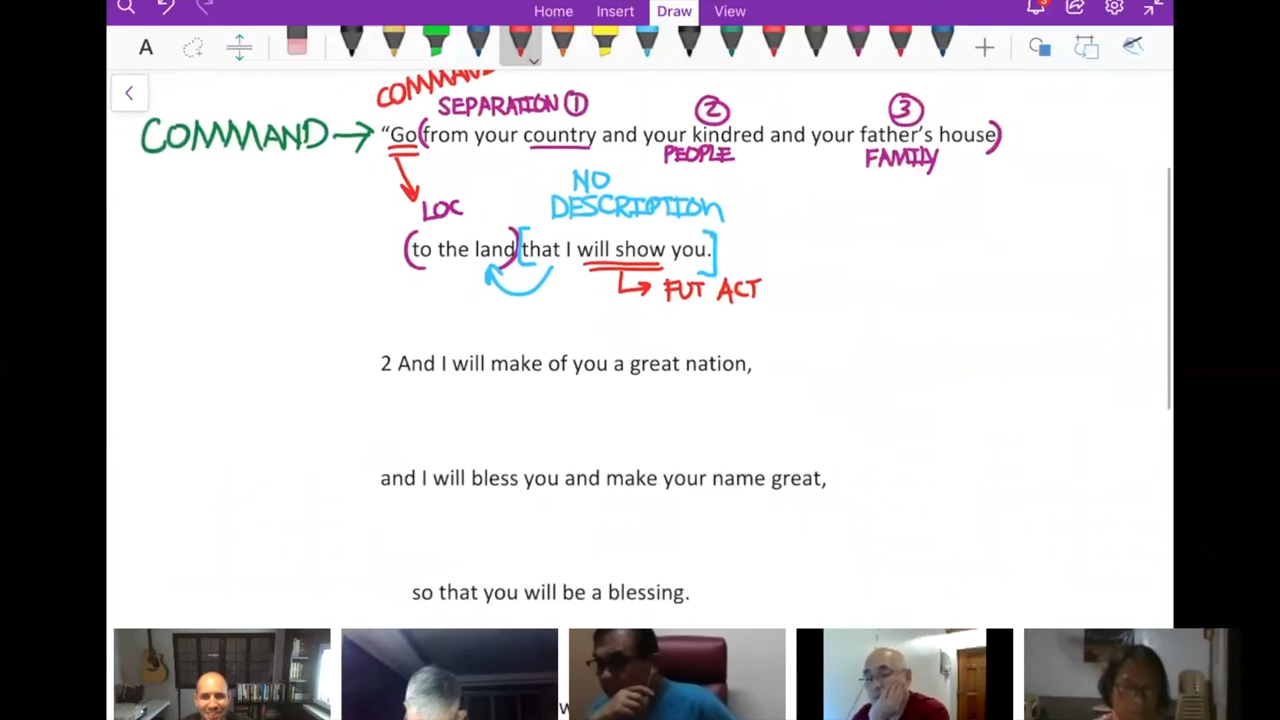 Home Insert Draw View
A
COMMAND
SEPARATION ① ② ③
COMMAND → “Go (from your country and your kindred and your father’s house)
PEOPLE FAMILY
NO
LOC DESCRIPTION
(to the land) [that I will show you.]
FUT ACT
2 And I will make of you a great nation,
and I will bless you and make your name great,
so that you will be a blessing.